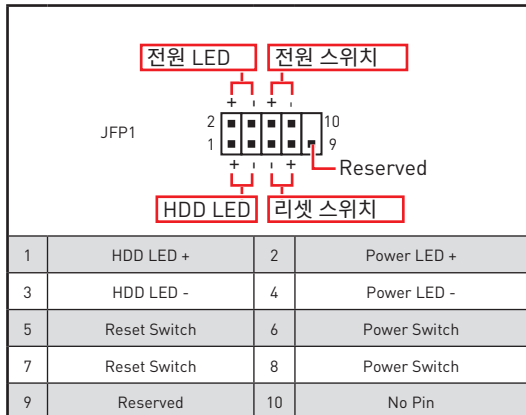 전원 LED 전원 스위치
+ - + -
2 10
JFP1
1 9
+ - - +
Reserved
HDD LED 리셋 스위치
1 HDD LED + 2 Power LED +
3 HDD LED - 4 Power LED -
5 Reset Switch 6 Power Switch
7 Reset Switch 8 Power Switch
9 Reserved 10 No Pin